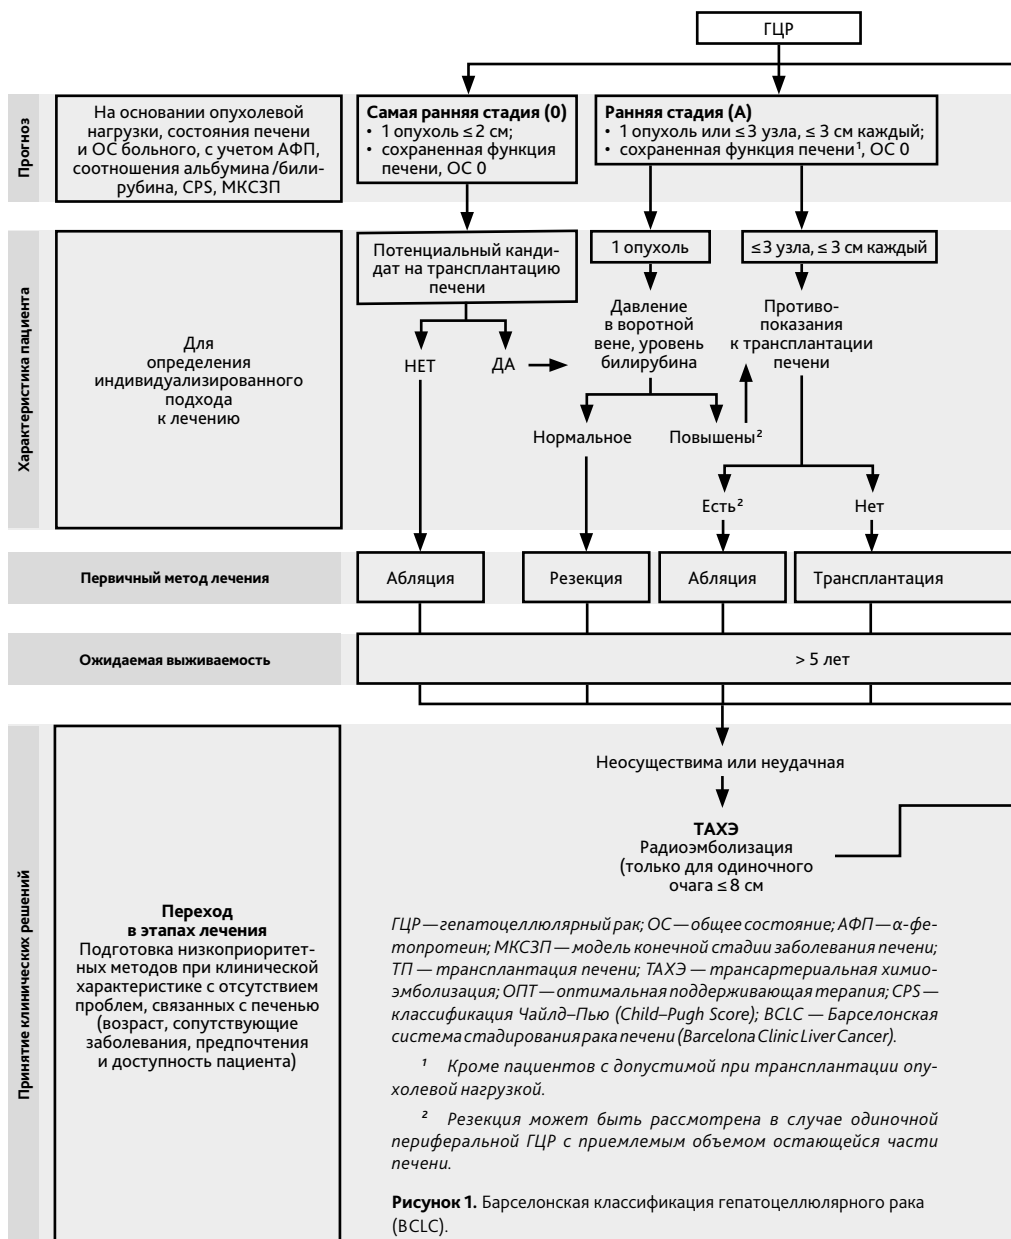 ГЦР
Прогноз
На основании опухолевой
нагрузки, состояния печени
и ОС больного, с учетом АФП,
соотношения альбумина/били-
рубина, CPS, МКСЗП
Самая ранняя стадия (0)
• 1 опухоль ≤ 2 см;
• сохраненная функция
печени, ОС 0
Ранняя стадия (A)
• 1 опухоль или ≤ 3 узла, ≤ 3 см каждый;
• сохраненная функция печени¹, ОС 0
Характеристика пациента
Для
определения
индивидуализированного
подхода
к лечению
Потенциальный канди-
дат на трансплантацию
печени
НЕТ
ДА
1 опухоль
Давление
в воротной
вене, уровень
билирубина
Нормальное
Повышены²
≤ 3 узла, ≤ 3 см каждый
Противо-
показания
к трансплантации
печени
Есть²
Нет
Первичный метод лечения
Абляция
Резекция
Абляция
Трансплантация
Ожидаемая выживаемость
> 5 лет
Принятие клинических решений
Переход
в этапах лечения
Подготовка низкоприоритет-
ных методов при клинической
характеристике с отсутствием
проблем, связанных с печенью
(возраст, сопутствующие
заболевания, предпочтения
и доступность пациента)
Неосуществима или неудачная
ТАХЭ
Радиоэмболизация
(только для одиночного
очага ≤ 8 см
ГЦР — гепатоцеллюлярный рак; ОС — общее состояние; АФП — α-фе-
топротеин; МКСЗП — модель конечной стадии заболевания печени;
ТП — трансплантация печени; ТАХЭ — трансартериальная химио-
эмболизация; ОПТ — оптимальная поддерживающая терапия; CPS —
классификация Чайлд–Пью (Child–Pugh Score); BCLC — Барселонская
система стадирования рака печени (Barcelona Clinic Liver Cancer).
¹ Кроме пациентов с допустимой при трансплантации опу-
холевой нагрузкой.
² Резекция может быть рассмотрена в случае одиночной
периферальной ГЦР с приемлемым объемом остающейся части
печени.
Рисунок 1. Барселонская классификация гепатоцеллюлярного рака
(BCLC).